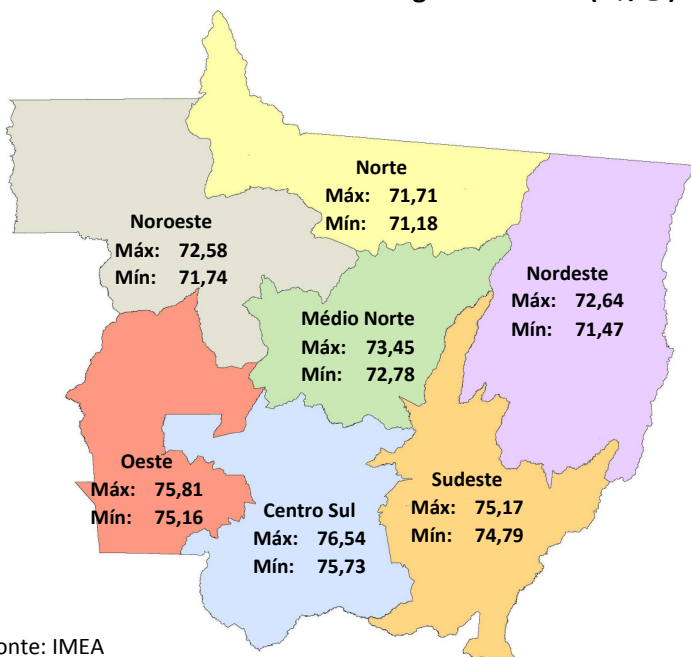 Norte
Máx: 71,71
Mín: 71,18
Noroeste
Máx: 72,58
Mín: 71,74
Nordeste
Máx: 72,64
Mín: 71,47
Médio Norte
Máx: 73,45
Mín: 72,78
Oeste
Máx: 75,81
Mín: 75,16
Sudeste
Máx: 75,17
Mín: 74,79
Centro Sul
Máx: 76,54
Mín: 75,73
onte: IMEA